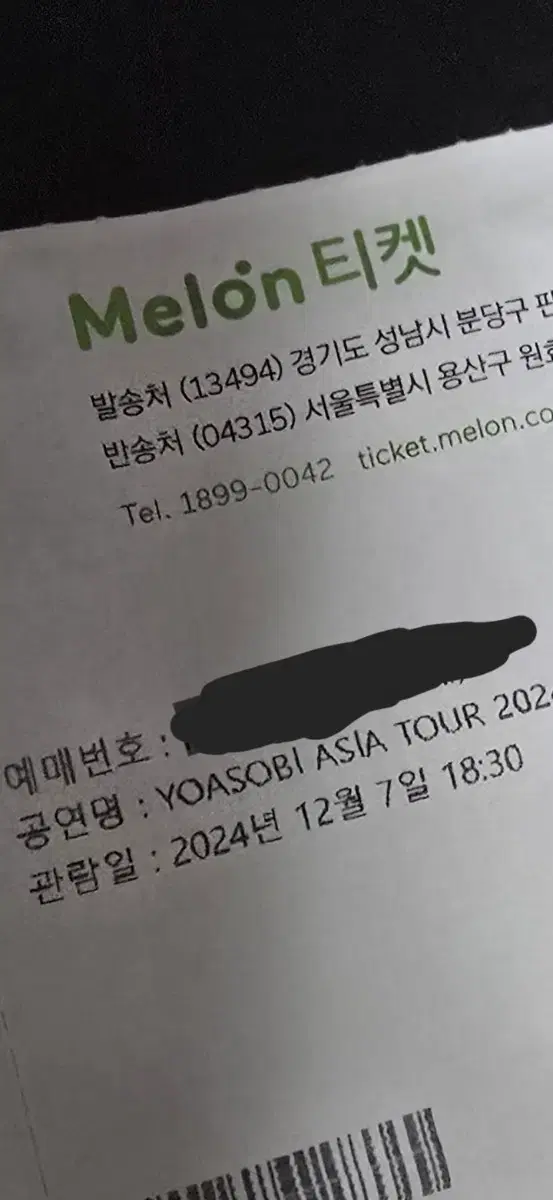 Melon 티켓
발송처 (13494) 경기도 성남시 분당구
반송처 (04315) 서울특별시 용산구
Tel. 1899-0042 ticket.melon.co
예매번호 :
공연명 : YOASOBI ASIA TOUR 202
관람일 : 2024년 12월 7일 18:30